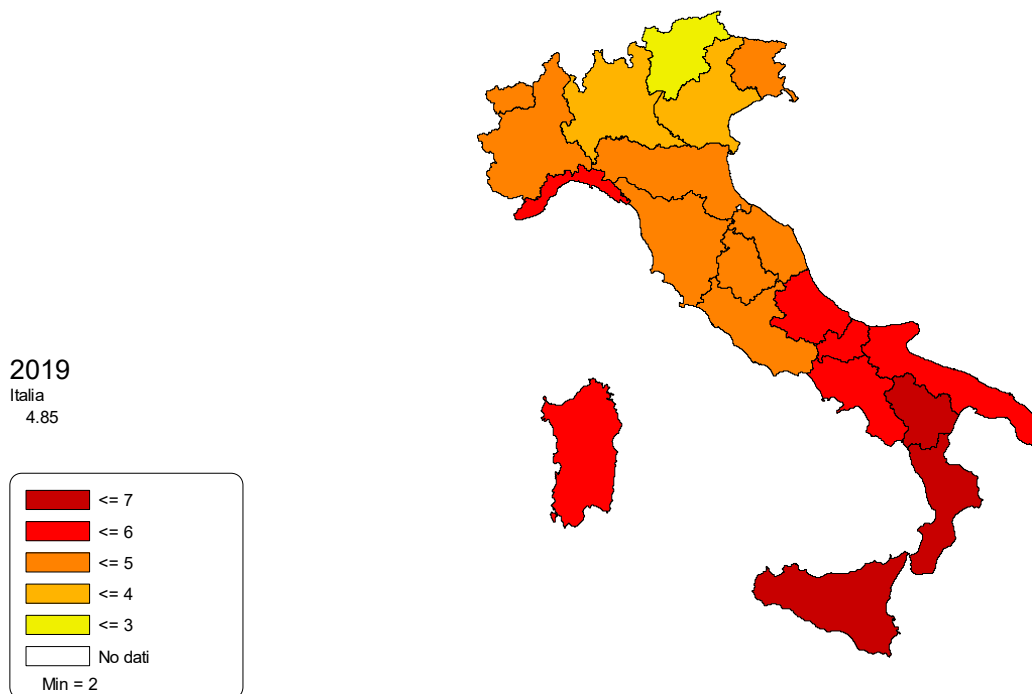 2019
Italia
4.85
<= 7
<= 6
<= 5
<= 4
<= 3
No dati
Min = 2